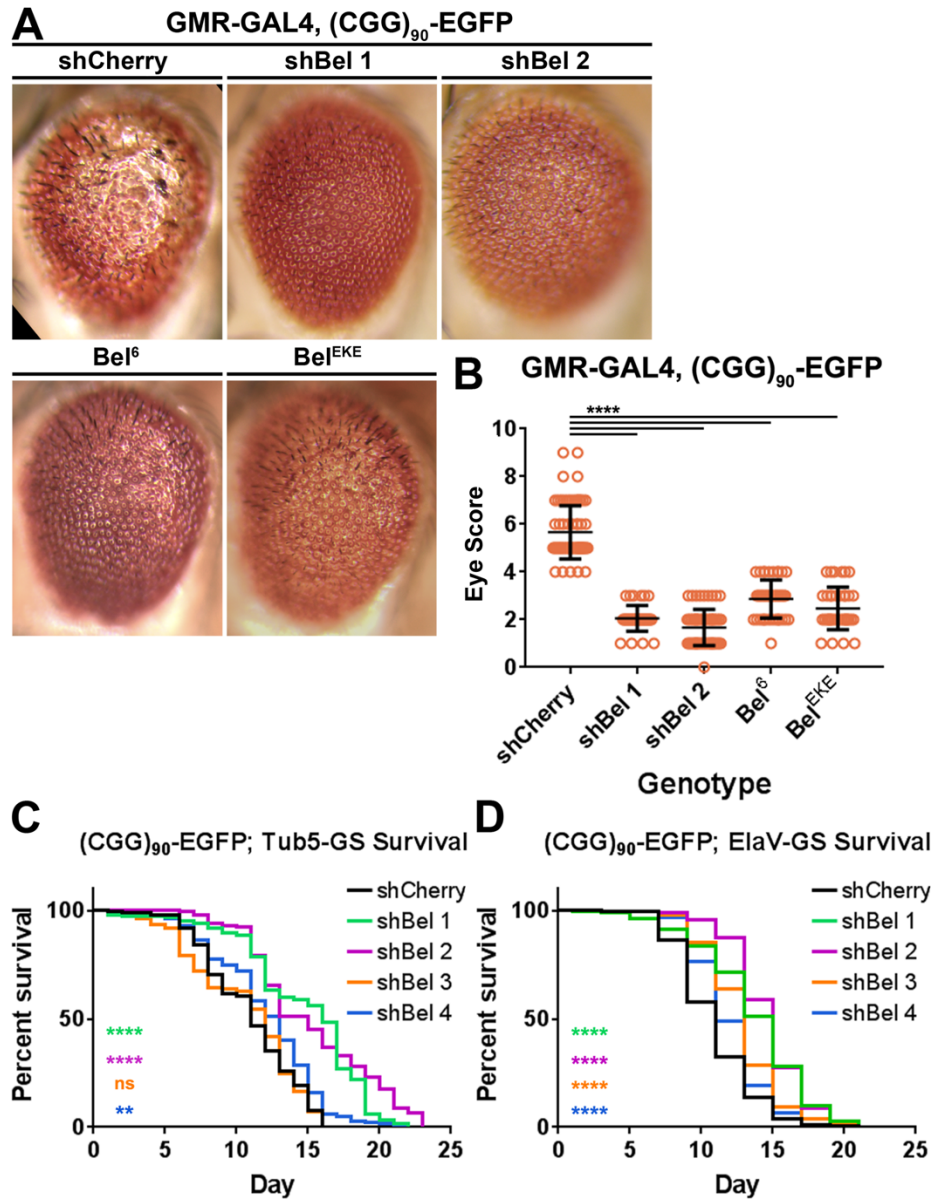 A
GMR-GAL4, (CGG)90-EGFP
shCherry shBel 1 shBel 2
Bel6 BelEKE
B GMR-GAL4, (CGG)90-EGFP
****
10
8
6
4
2
0
Eye Score
shCherry shBel 1 shBel 2 Bel6 BelEKE
Genotype
C
(CGG)90-EGFP; Tub5-GS Survival
shCherry
shBel 1
shBel 2
shBel 3
shBel 4
100
50
0
Percent survival
****
****
ns
**
0 5 10 15 20 25
Day
D
(CGG)90-EGFP; ElaV-GS Survival
shCherry
shBel 1
shBel 2
shBel 3
shBel 4
100
50
0
Percent survival
****
****
****
****
0 5 10 15 20 25
Day